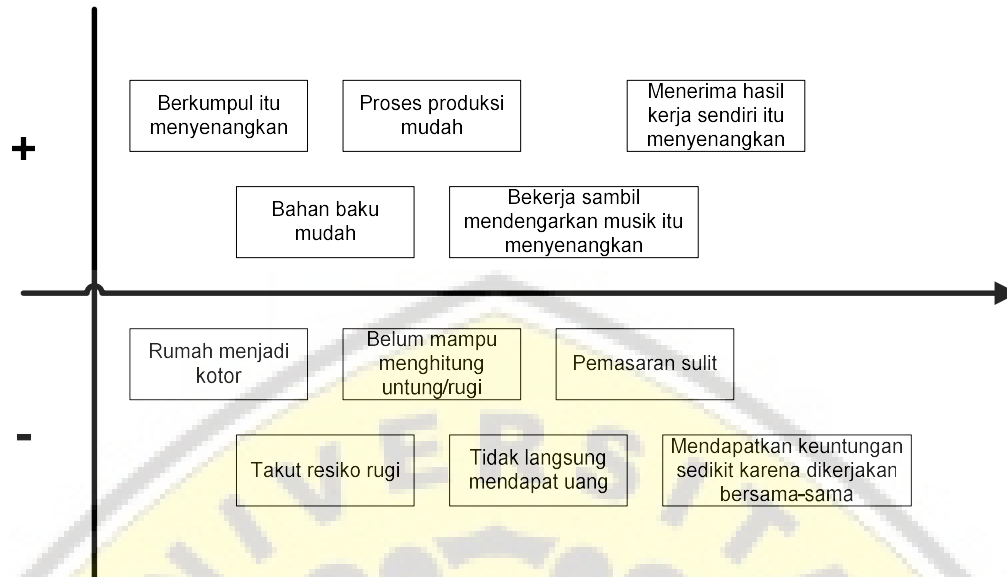 Berkumpul itu
menyenangkan
Proses produksi
mudah
Menerima hasil
kerja sendiri itu
menyenangkan
+
Bahan baku
mudah
Bekerja sambil
mendengarkan musik itu
menyenangkan
Rumah menjadi
kotor
Belum mampu
menghitung
untung/rugi
Pemasaran sulit
-
Takut resiko rugi
Tidak langsung
mendapat uang
Mendapatkan keuntungan
sedikit karena dikerjakan
bersama-sama
NIVERSIT